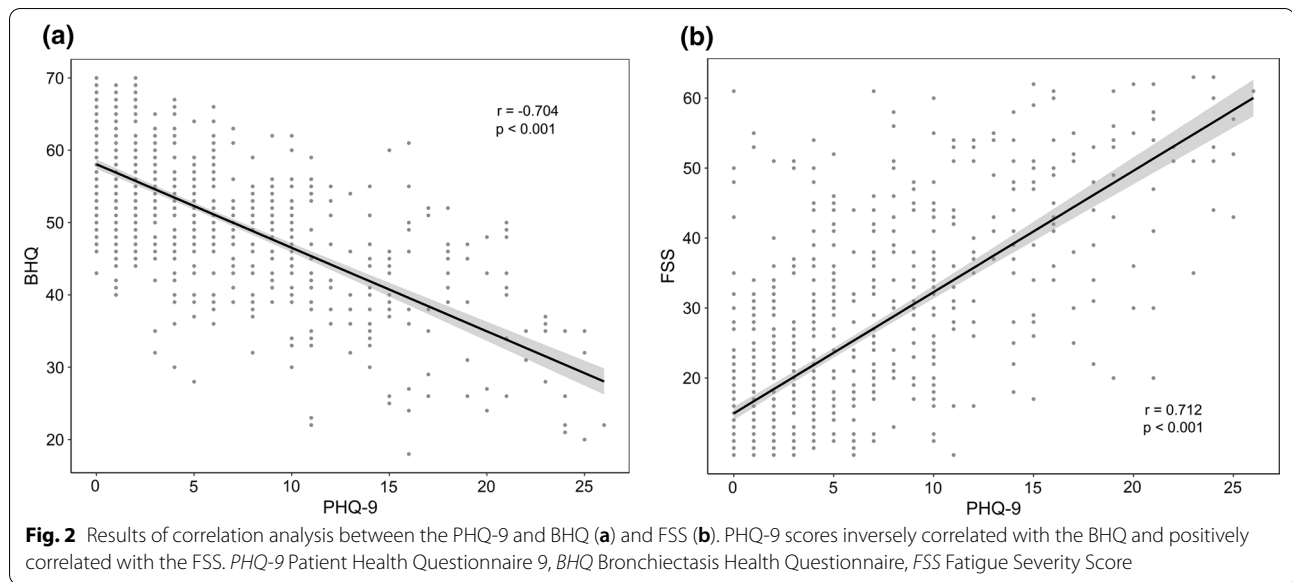 (a)
70
60
50
40
30
20
BHQ
r = -0.704
p < 0.001
0 5 10 15 20 25
PHQ-9
(b)
60
50
40
30
20
FSS
r = 0.712
p < 0.001
0 5 10 15 20 25
PHQ-9
Fig. 2 Results of correlation analysis between the PHQ-9 and BHQ (a) and FSS (b). PHQ-9 scores inversely correlated with the BHQ and positively
correlated with the FSS. PHQ-9 Patient Health Questionnaire 9, BHQ Bronchiectasis Health Questionnaire, FSS Fatigue Severity Score